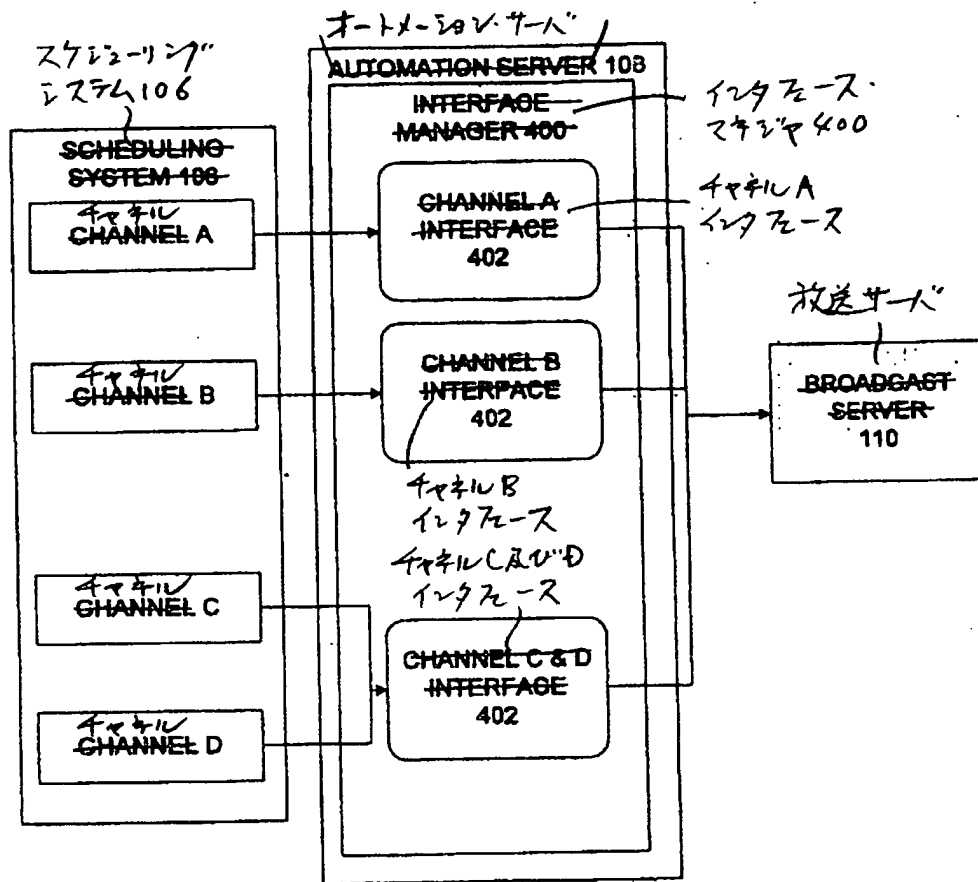 オートメーション・サーバ
スケジューリング
システム106
AUTOMATION SERVER 108
INTERFACE
MANAGER 400
インタフェース・
マネジャ400
SCHEDULING
SYSTEM 106
チャネル
CHANNEL A
CHANNEL A
INTERFACE
402
チャネルA
インタフェース
放送サーバ
チャネル
CHANNEL B
CHANNEL B
INTERFACE
402
BROADCAST
SERVER
110
チャネルB
インタフェース
チャネルC及びD
インタフェース
チャネル
CHANNEL C
CHANNEL C & D
INTERFACE
402
チャネル
CHANNEL D